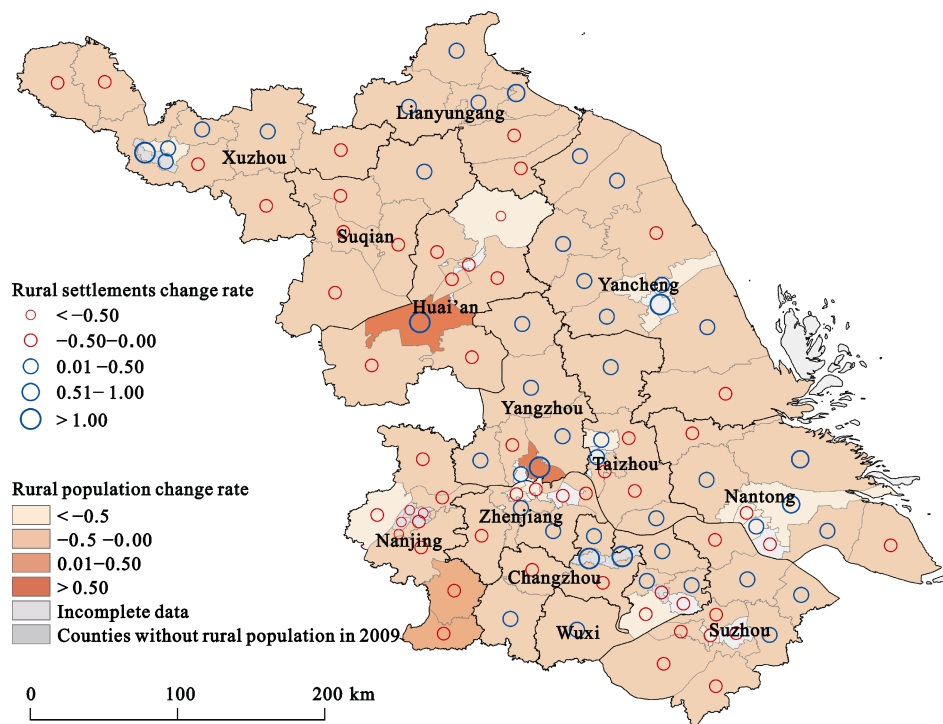 Lianyungang
Xuzhou
Suqian
Rural settlements change rate
< −0.50
−0.50−0.00
0.01 −0.50
0.51− 1.00
> 1.00
Yancheng
Huai'an
Yangzhou
Taizhou
Rural population change rate
< −0.5
−0.5 −0.00
0.01−0.50
> 0.50
Incomplete data
Counties without rural population in 2009
Nantong
Zhenjiang
Nanjing
Changzhou
Wuxi
Suzhou
0 100 200 km